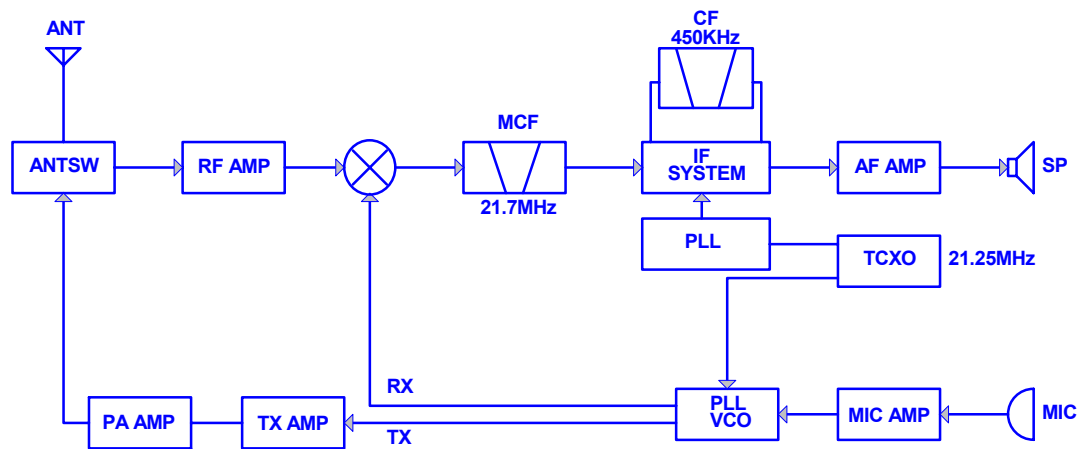 ANT
CF
450KHz
MCF
ANTSW
RF AMP
IF
SYSTEM
AF AMP
SP
21.7MHz
PLL
TCXO
21.25MHz
RX
PA AMP
TX AMP
TX
PLL
VCO
MIC AMP
MIC